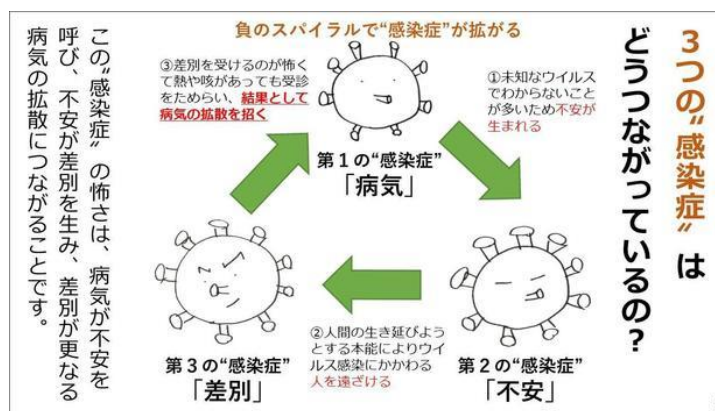 3つの“感染症”は
どうつながっているの？
負のスパイラルで“感染症”が拡がる
①未知なウイルス
でわからないこと
が多いため不安が
生まれる
第１の“感染症”
「病気」
第２の“感染症”
「不安」
②人間の生き延びよう
とする本能によりウイ
ルス感染にかかわる
人を遠ざける
第３の“感染症”
「差別」
③差別を受けるのが怖く
て熱や咳があっても受診
をためらい、結果として
病気の拡散を招く
この“感染症”の怖さは、病気が不安を
呼び、不安が差別を生み、差別が更なる
病気の拡散につながることです。